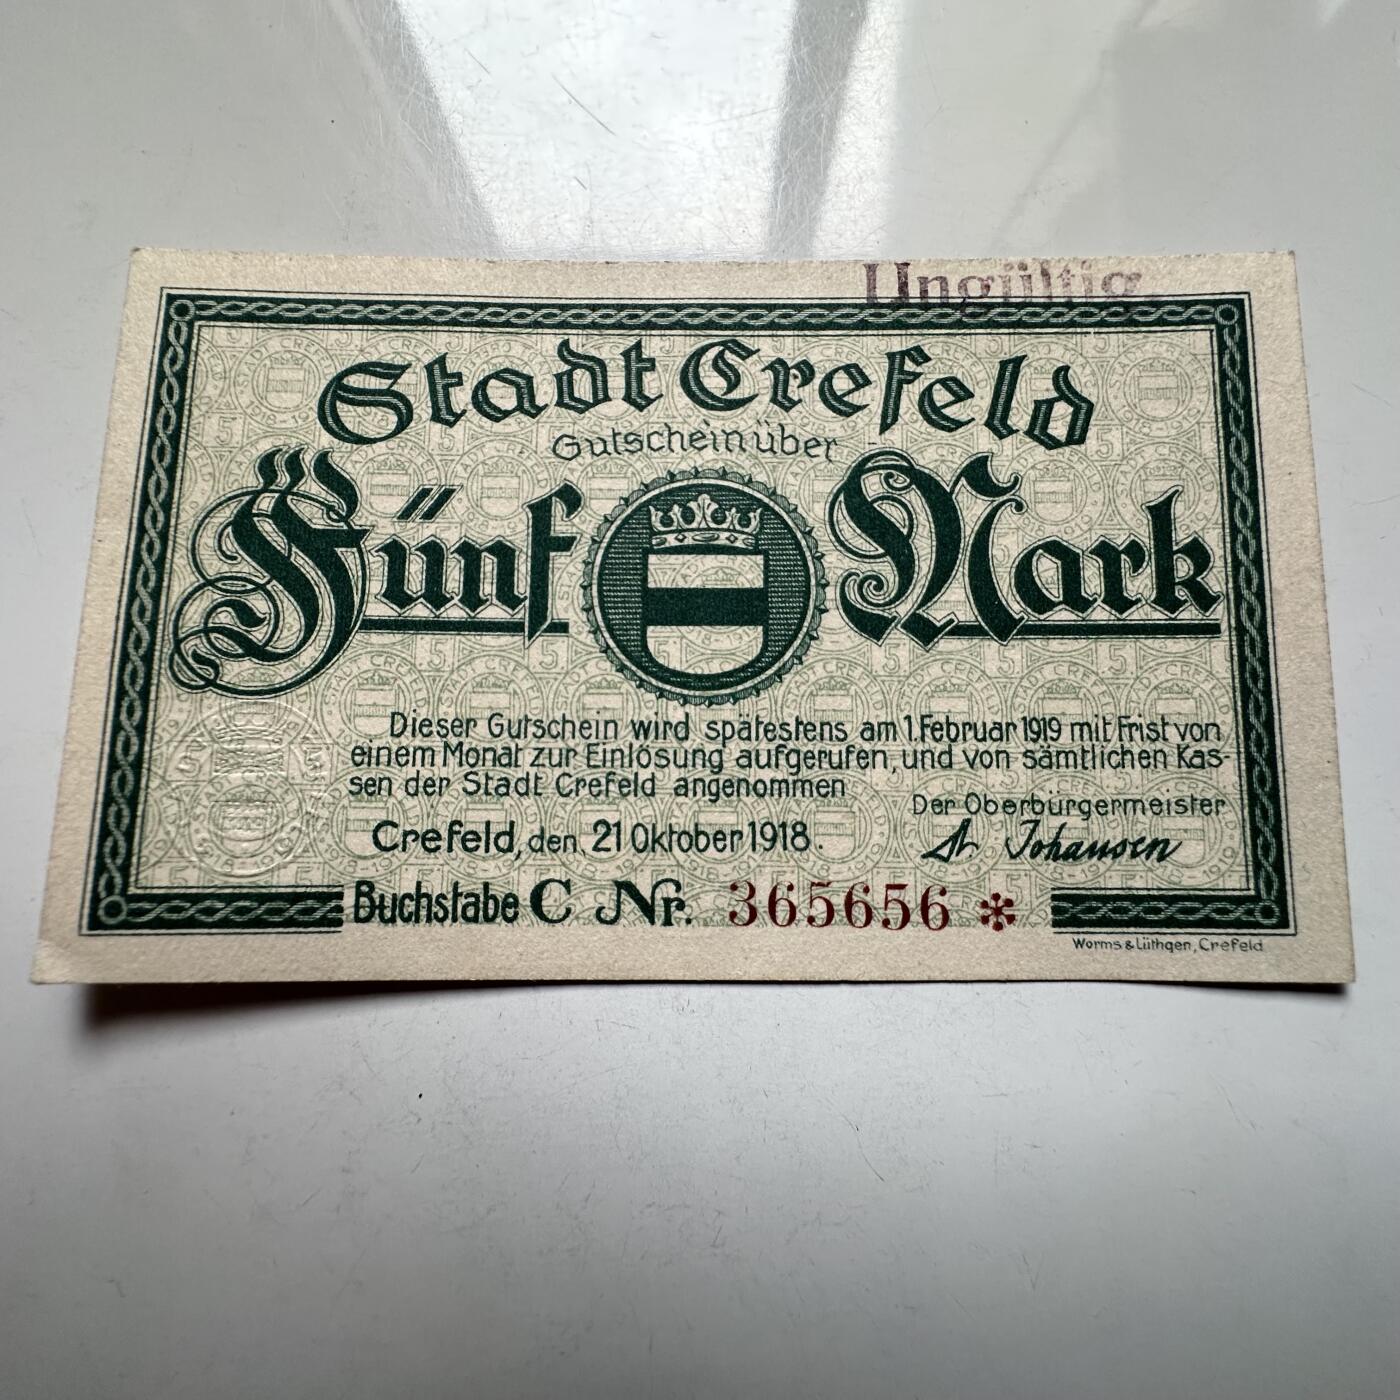 Ungültig
Stadt Crefeld
Gutschein über
Fünf Mark
Dieser Gutschein wird spätestens am 1. Februar 1919 mit Frist von
einem Monat zur Einlösung aufgerufen, und von sämtlichen Kas-
sen der Stadt Crefeld angenommen
Der Oberbürgermeister
Crefeld, den 21 Oktober 1918.
Johansen
Buchstabe C Nr. 365656 *
Worms & Lüthgen, Crefeld